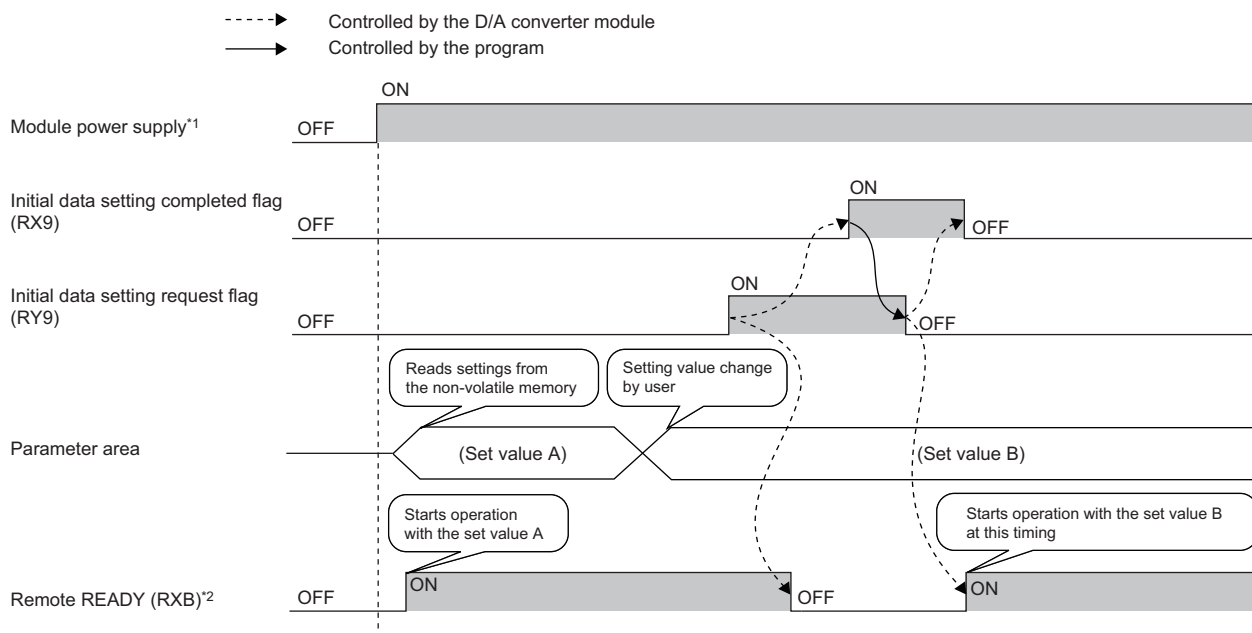 Controlled by the D/A converter module
Controlled by the program
ON
Module power supply*1
OFF
ON
Initial data setting completed flag
(RX9)
OFF
OFF
ON
Initial data setting request flag
(RY9)
OFF
OFF
Reads settings from
the non-volatile memory
Setting value change
by user
Parameter area
(Set value A)
(Set value B)
Starts operation
with the set value A
Starts operation with the set value B
at this timing
Remote READY (RXB)*2
OFF
ON
OFF
ON